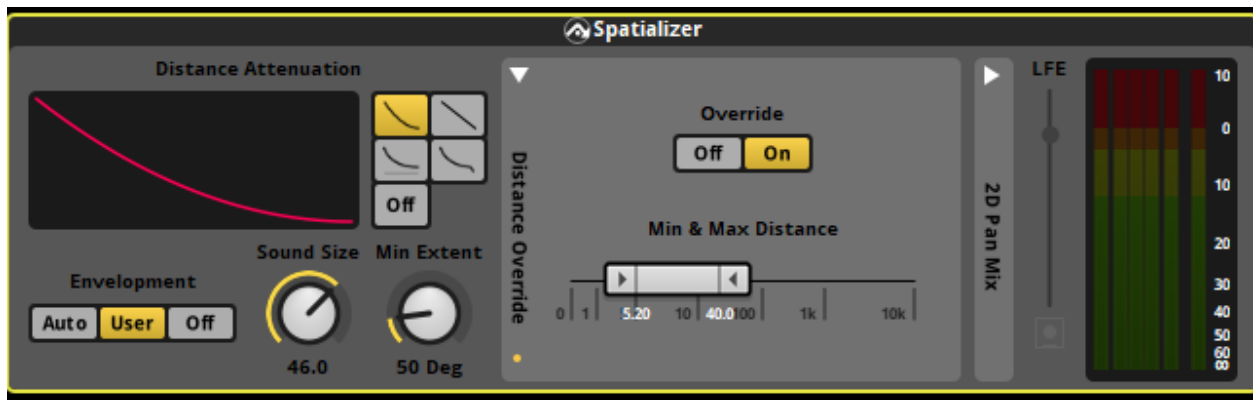 Spatializer
Distance Attenuation
Off
Envelopment
Auto User Off
Sound Size
46.0
Min Extent
50 Deg
Distance Override
Override
Off On
Min & Max Distance
0 1 5.20 10 40.0 100 1k 10k
2D Pan Mix
LFE
10
0
10
20
30
40
50
60
∞